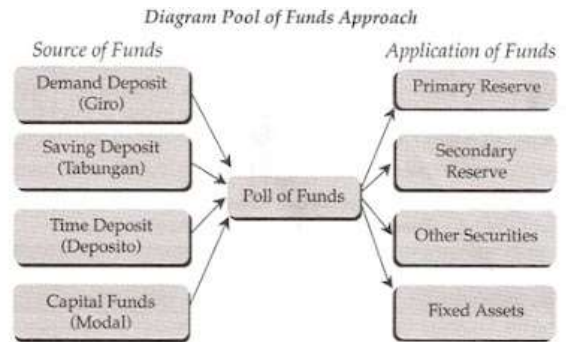 Diagram Pool of Funds Approach
Source of Funds
Application of Funds
Demand Deposit
(Giro)
Saving Deposit
(Tabungan)
Time Deposit
(Deposito)
Capital Funds
(Modal)
Poll of Funds
Primary Reserve
Secondary
Reserve
Other Securities
Fixed Assets